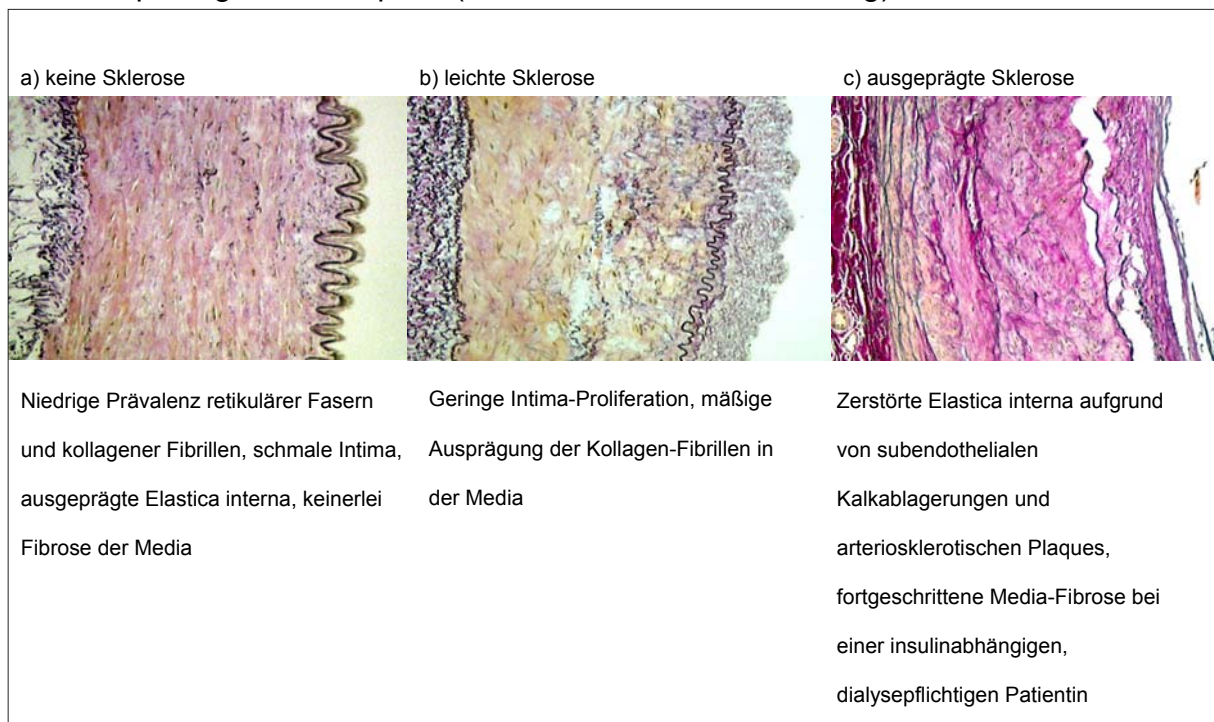 a) keine Sklerose
b) leichte Sklerose
c) ausgeprägte Sklerose
Niedrige Prävalenz retikulärer Fasern
und kollagener Fibrillen, schmale Intima,
ausgeprägte Elastica interna, keinerlei
Fibrose der Media
Geringe Intima-Proliferation, mäßige
Ausprägung der Kollagen-Fibrillen in
der Media
Zerstörte Elastica interna aufgrund
von subendothelialen
Kalkablagerungen und
arteriosklerotischen Plaques,
fortgeschrittene Media-Fibrose bei
einer insulinabhängigen,
dialysepflichtigen Patientin